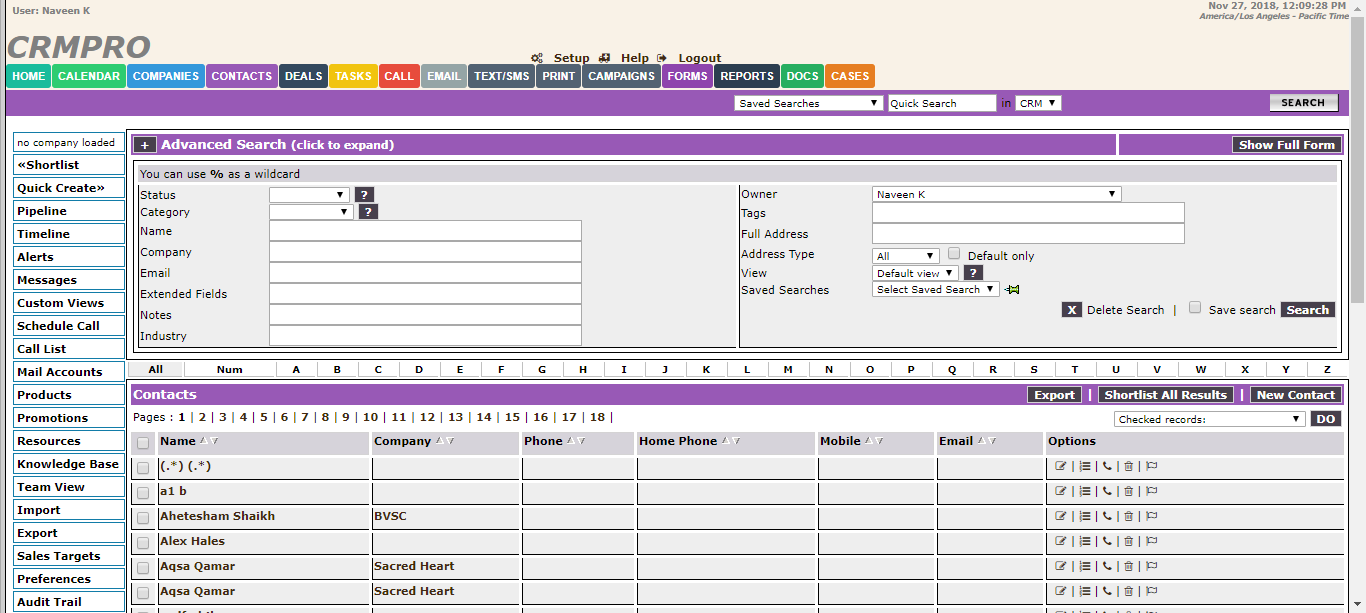 User: Naveen K
Nov 27, 2018, 12:09:28 PM
America/Los Angeles - Pacific Time
CRMPRO
Setup Help Logout
HOME CALENDAR COMPANIES CONTACTS DEALS TASKS CALL EMAIL TEXT/SMS PRINT CAMPAIGNS FORMS REPORTS DOCS CASES
Saved Searches Quick Search in CRM SEARCH
no company loaded
«Shortlist
Quick Create»
Pipeline
Timeline
Alerts
Messages
Custom Views
Schedule Call
Call List
Mail Accounts
Products
Promotions
Resources
Knowledge Base
Team View
Import
Export
Sales Targets
Preferences
Audit Trail
+ Advanced Search (click to expand) Show Full Form
You can use % as a wildcard
Status ?
Category ?
Name
Company
Email
Extended Fields
Notes
Industry
Owner Naveen K
Tags
Full Address
Address Type All Default only
View Default view ?
Saved Searches Select Saved Search
X Delete Search | Save search Search
All Num A B C D E F G H I J K L M N O P Q R S T U V W X Y Z
Contacts Export | Shortlist All Results | New Contact
Pages : 1 | 2 | 3 | 4 | 5 | 6 | 7 | 8 | 9 | 10 | 11 | 12 | 13 | 14 | 15 | 16 | 17 | 18 |
Checked records: DO
Name Company Phone Home Phone Mobile Email Options
(.*) (.*) | | | |
a1 b | | | |
Ahetesham Shaikh BVSC | | | |
Alex Hales | | | |
Aqsa Qamar Sacred Heart | | | |
Aqsa Qamar Sacred Heart | | | |